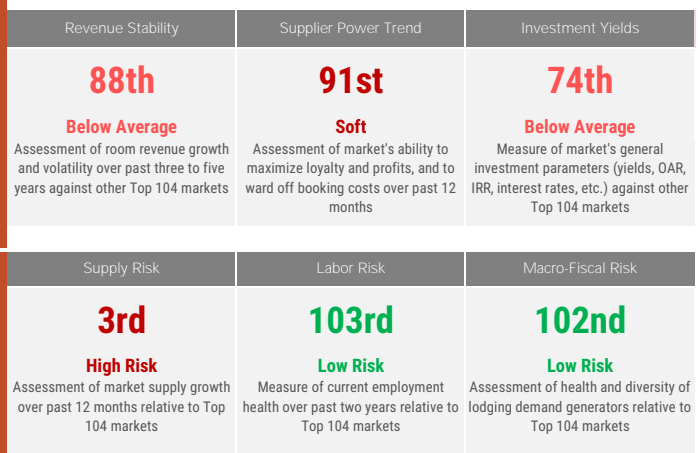 Revenue Stability
88th
Below Average
Assessment of room revenue growth
and volatility over past three to five
years against other Top 104 markets
Supplier Power Trend
91st
Soft
Assessment of market's ability to
maximize loyalty and profits, and to
ward off booking costs over past 12
months
Investment Yields
74th
Below Average
Measure of market's general
investment parameters (yields, OAR,
IRR, interest rates, etc.) against other
Top 104 markets
Supply Risk
3rd
High Risk
Assessment of market supply growth
over past 12 months relative to Top
104 markets
Labor Risk
103rd
Low Risk
Measure of current employment
health over past two years relative to
Top 104 markets
Macro-Fiscal Risk
102nd
Low Risk
Assessment of health and diversity of
lodging demand generators relative to
Top 104 markets